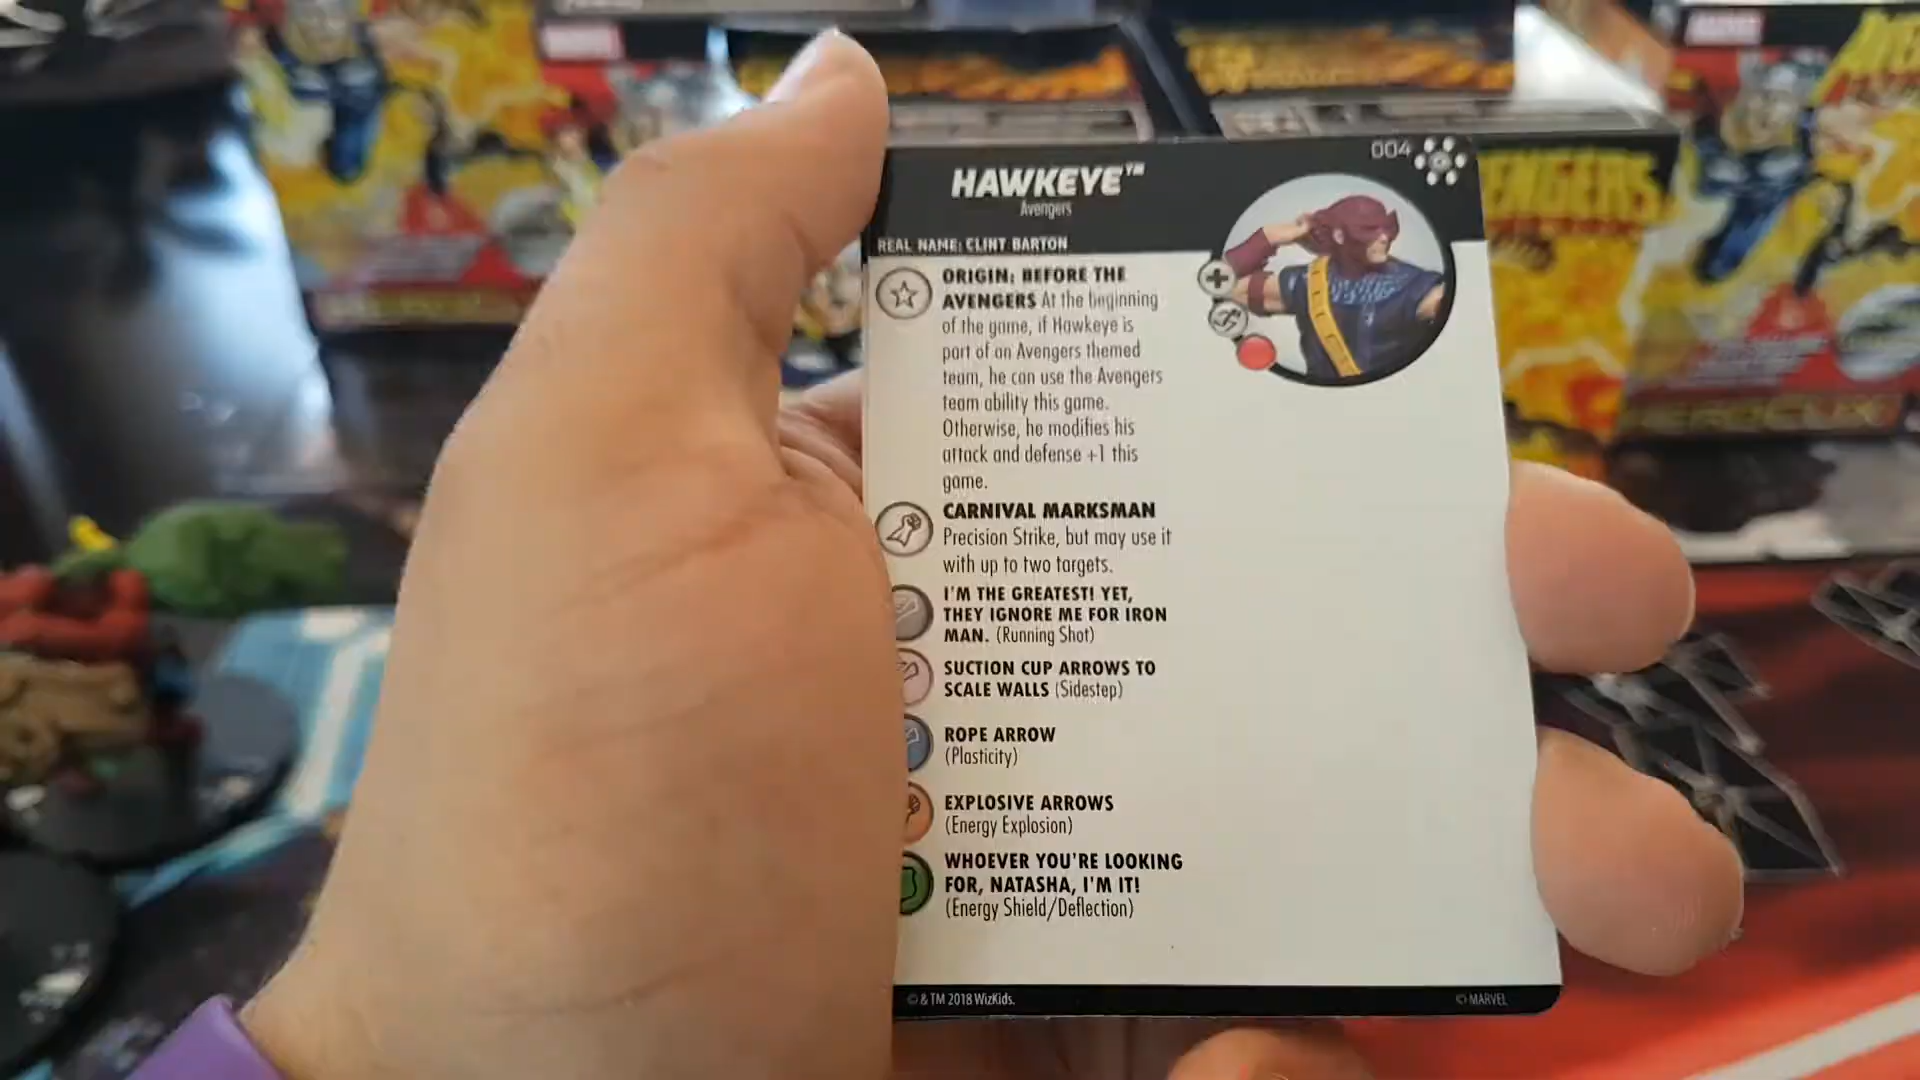 MARVEL
MARVEL
004
HAWKEYE™
Avengers
REAL NAME: CLINT BARTON
ORIGIN: BEFORE THE
AVENGERS At the beginning
of the game, if Hawkeye is
part of an Avengers themed
team, he can use the Avengers
team ability this game.
Otherwise, he modifies his
attack and defense +1 this
game.
CARNIVAL MARKSMAN
Precision Strike, but may use it
with up to two targets.
I'M THE GREATEST! YET,
THEY IGNORE ME FOR IRON
MAN. (Running Shot)
SUCTION CUP ARROWS TO
SCALE WALLS (Sidestep)
ROPE ARROW
(Plasticity)
EXPLOSIVE ARROWS
(Energy Explosion)
WHOEVER YOU'RE LOOKING
FOR, NATASHA, I'M IT!
(Energy Shield/Deflection)
© & TM 2018 WizKids.
© MARVEL
HEROCLIX